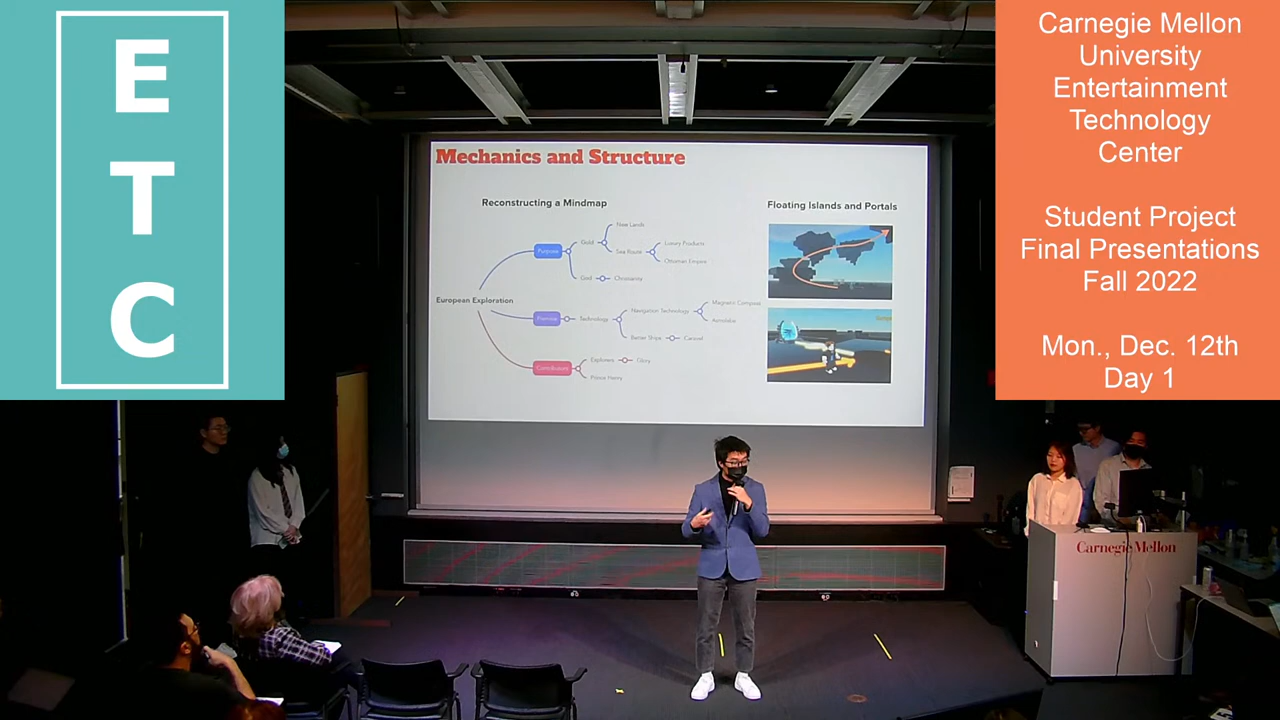 E
T
C
Carnegie Mellon
University
Entertainment
Technology
Center
Student Project
Final Presentations
Fall 2022
Mon., Dec. 12th
Day 1
Mechanics and Structure
Reconstructing a Mindmap
Floating Islands and Portals
European Exploration
Purpose
Gold
New Lands
Sea Route
Luxury Products
Ottoman Empire
God
Christianity
Technology
Navigation Technology
Magnetic Compass
Astrolabe
Better Ships
Caravel
Contributors
Explorers
Glory
Prince Henry
Carnegie Mellon